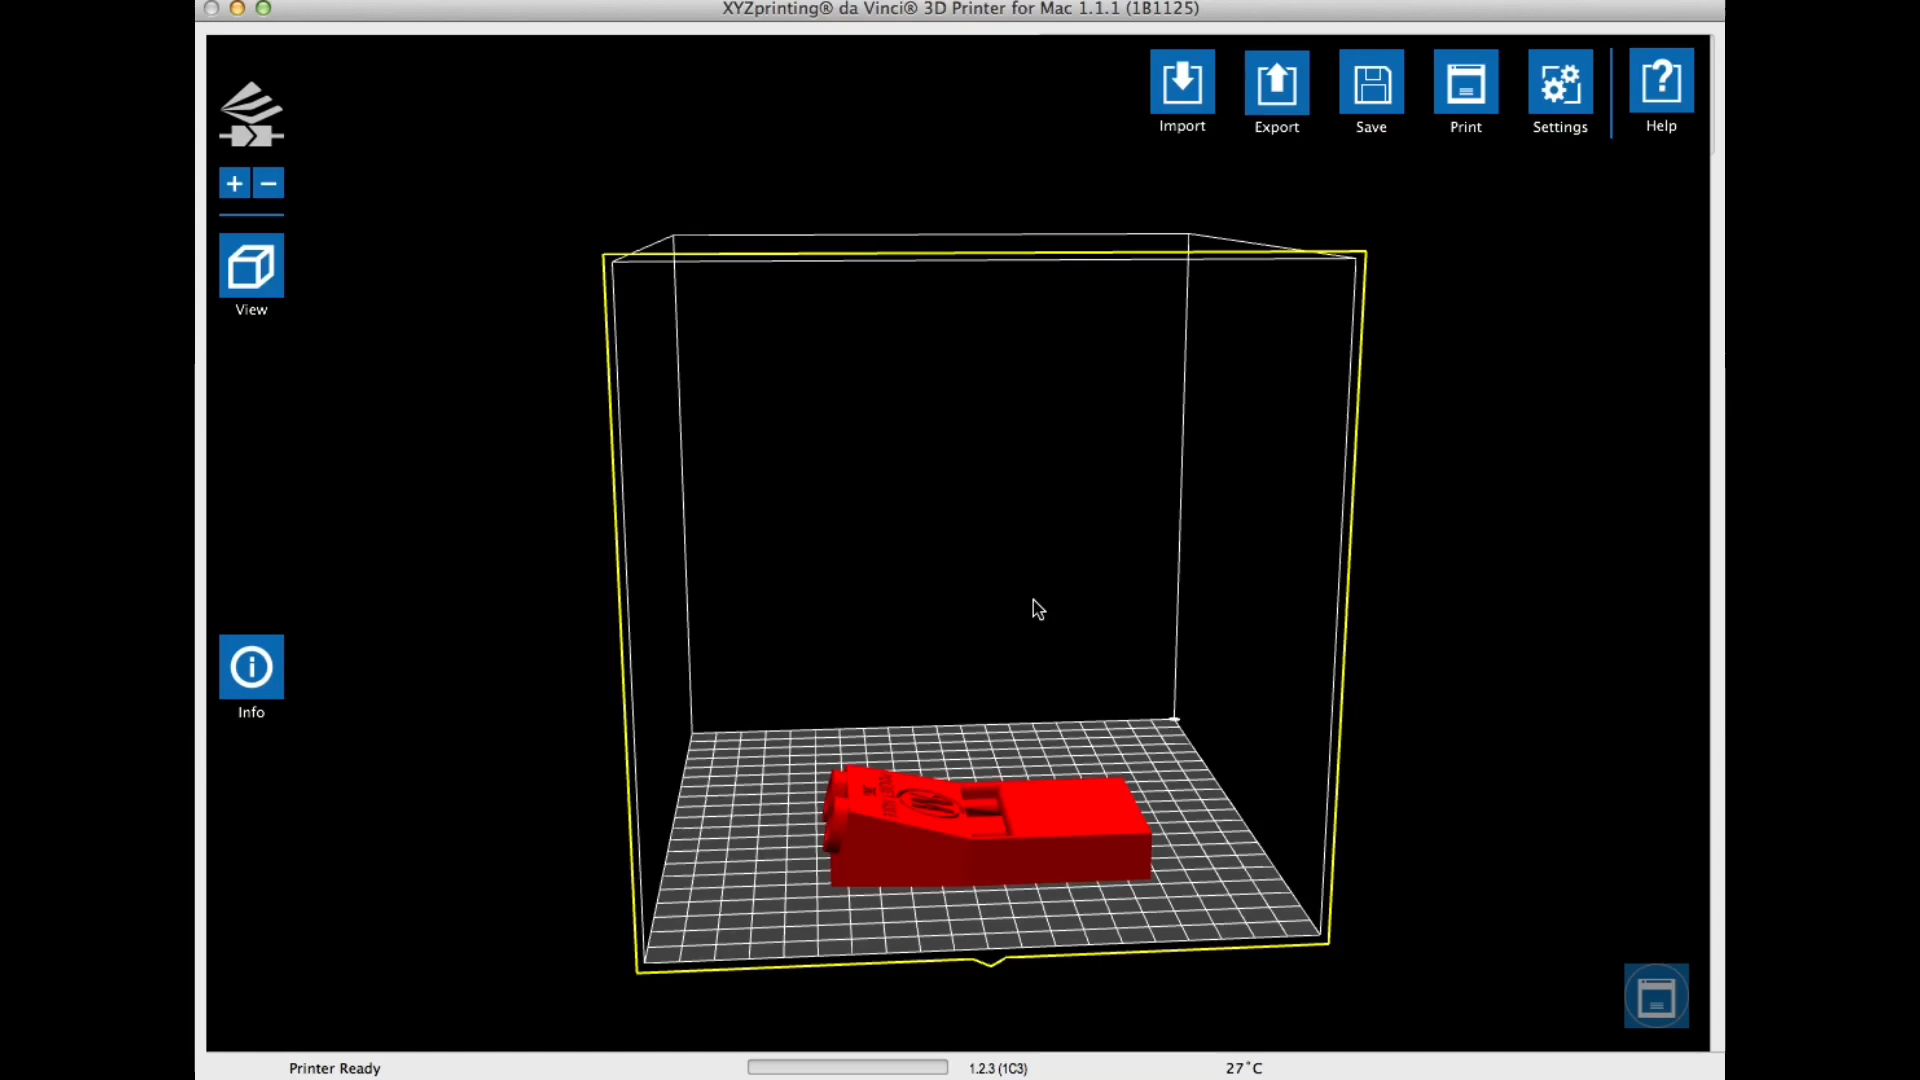 XYZprinting® da Vinci® 3D Printer for Mac 1.1.1 (1B1125)
Import
Export
Save
Print
Settings
Help
View
Info
Printer Ready
1.2.3 (1C3)
27°C